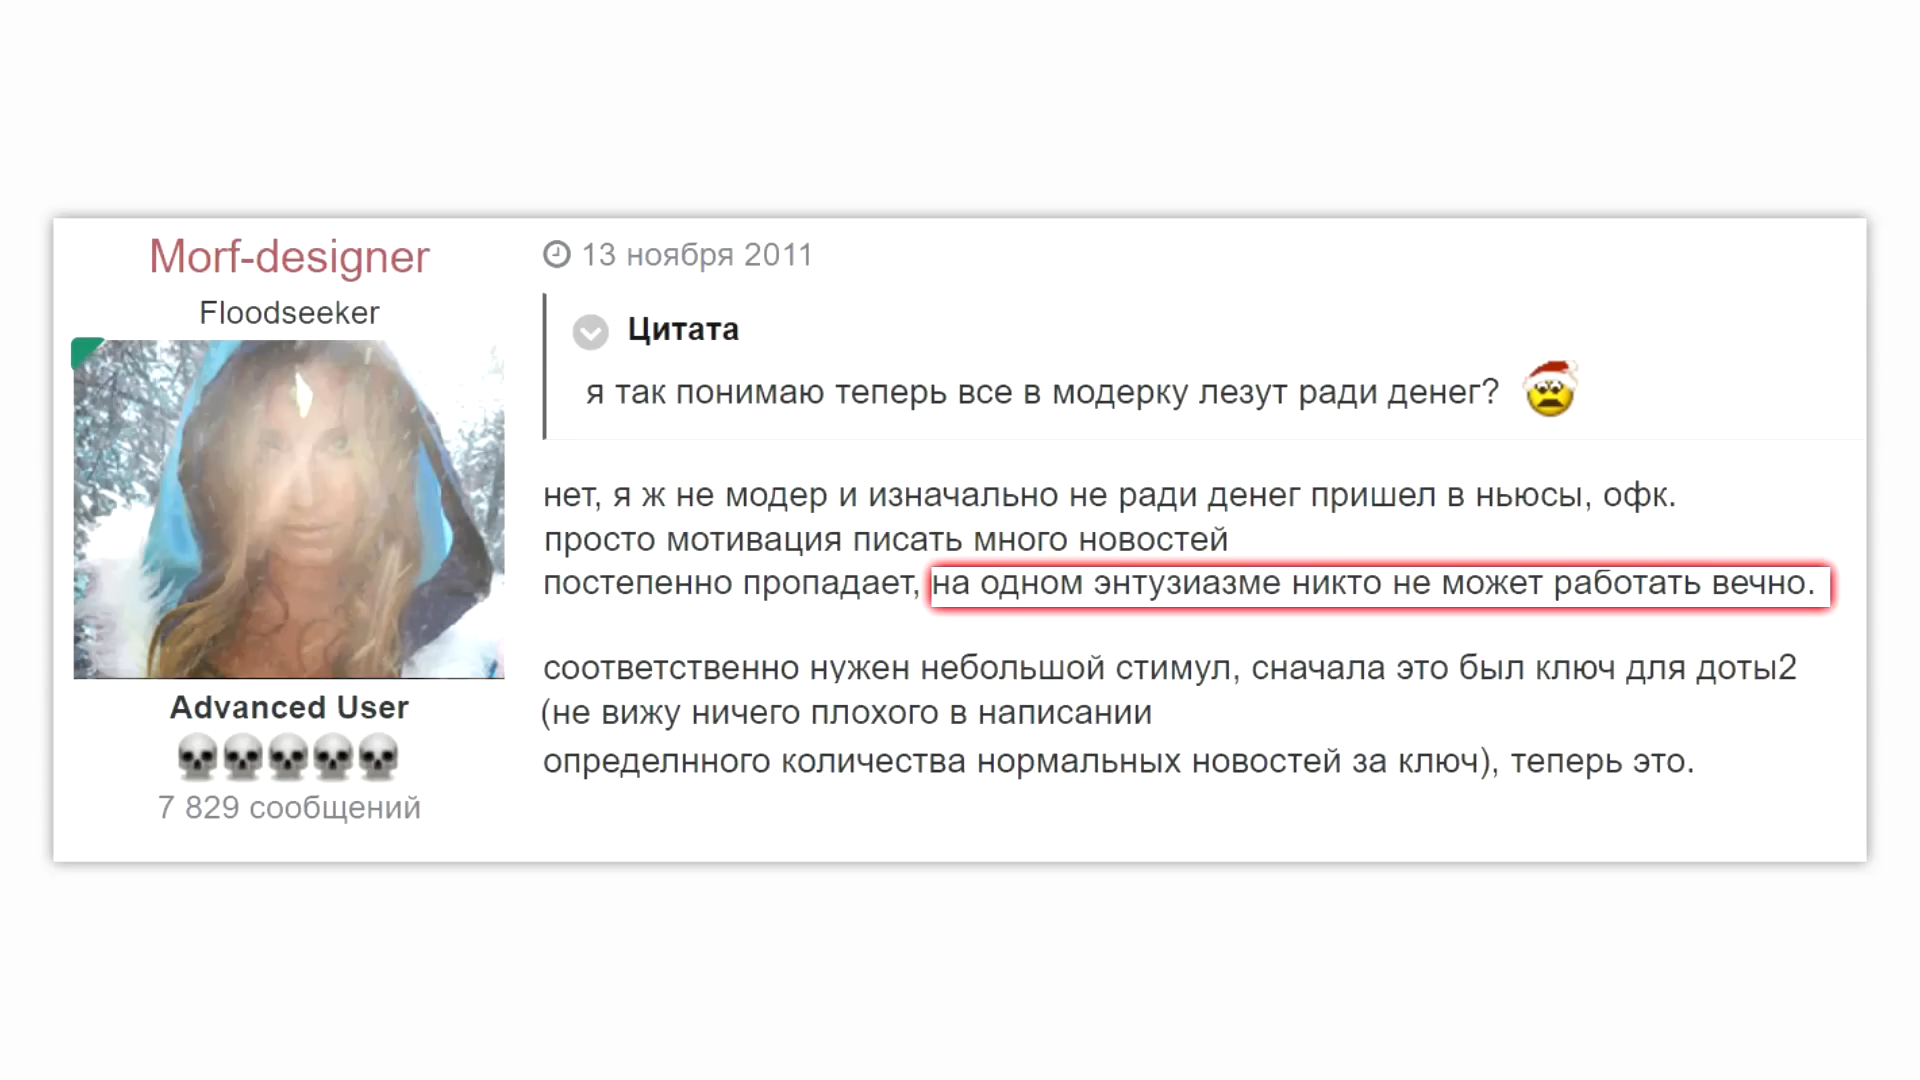 Morf-designer
Floodseeker
Advanced User
7 829 сообщений
13 ноября 2011
Цитата
я так понимаю теперь все в модерку лезут ради денег?
нет, я ж не модер и изначально не ради денег пришел в ньюсы, офк.
просто мотивация писать много новостей
постепенно пропадает, на одном энтузиазме никто не может работать вечно.
соответственно нужен небольшой стимул, сначала это был ключ для доты2
(не вижу ничего плохого в написании
определнного количества нормальных новостей за ключ), теперь это.